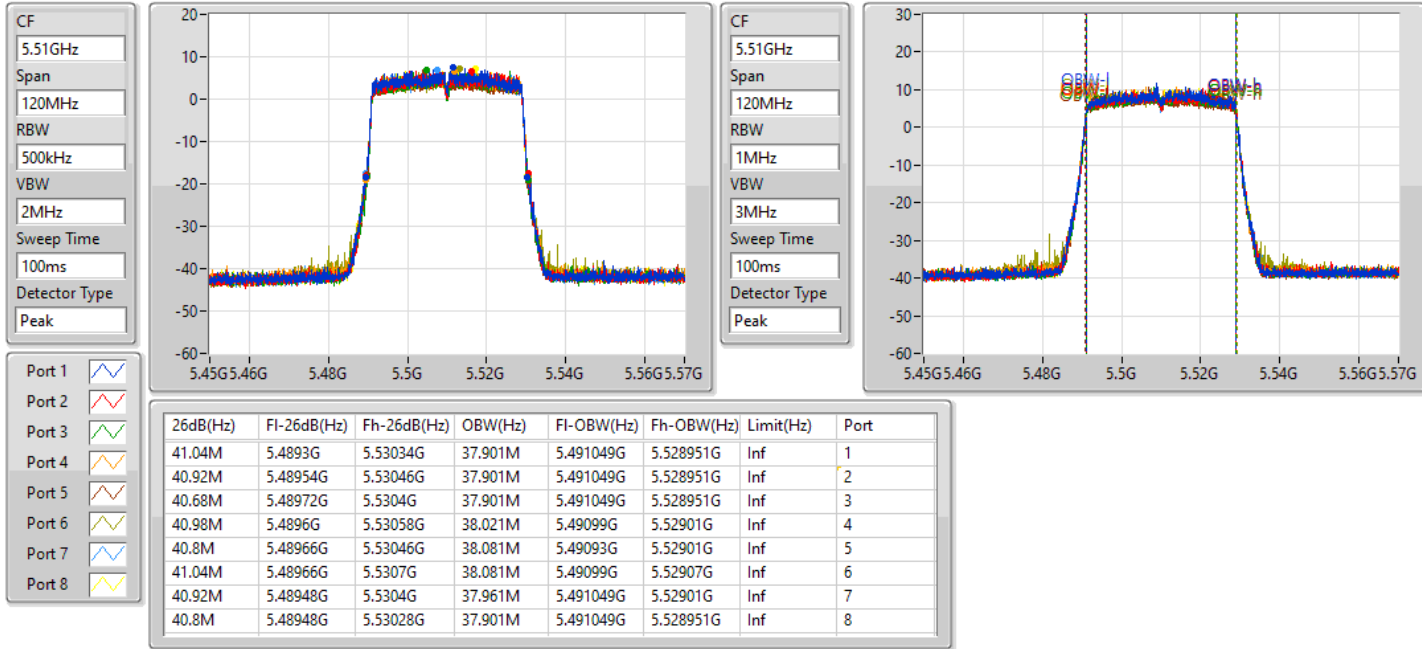 CF
5.51GHz
Span
120MHz
RBW
500kHz
VBW
2MHz
Sweep Time
100ms
Detector Type
Peak
20
10
0
-10
-20
-30
-40
-50
-60
5.45G 5.46G 5.48G 5.5G 5.52G 5.54G 5.56G 5.57G
CF
5.51GHz
Span
120MHz
RBW
1MHz
VBW
3MHz
Sweep Time
100ms
Detector Type
Peak
30
20
10
0
-10
-20
-30
-40
-50
-60
OBW-l OBW-h
5.45G 5.46G 5.48G 5.5G 5.52G 5.54G 5.56G 5.57G
Port 1
Port 2
Port 3
Port 4
Port 5
Port 6
Port 7
Port 8
26dB(Hz) Fl-26dB(Hz) Fh-26dB(Hz) OBW(Hz) Fl-OBW(Hz) Fh-OBW(Hz) Limit(Hz) Port
41.04M 5.4893G 5.53034G 37.901M 5.491049G 5.528951G Inf 1
40.92M 5.48954G 5.53046G 37.901M 5.491049G 5.528951G Inf 2
40.68M 5.48972G 5.5304G 37.901M 5.491049G 5.528951G Inf 3
40.98M 5.4896G 5.53058G 38.021M 5.49099G 5.52901G Inf 4
40.8M 5.48966G 5.53046G 38.081M 5.49093G 5.52901G Inf 5
41.04M 5.48966G 5.5307G 38.081M 5.49099G 5.52907G Inf 6
40.92M 5.48948G 5.5304G 37.961M 5.491049G 5.52901G Inf 7
40.8M 5.48948G 5.53028G 37.901M 5.491049G 5.528951G Inf 8